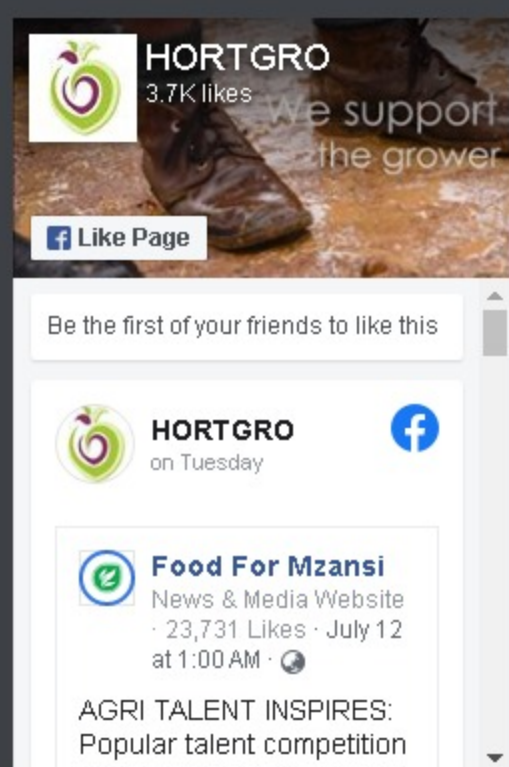 HORTGRO
3.7K likes
We support
the grower
Like Page
Be the first of your friends to like this
HORTGRO
on Tuesday
Food For Mzansi
News & Media Website
· 23,731 Likes · July 12
at 1:00 AM ·
AGRI TALENT INSPIRES:
Popular talent competition